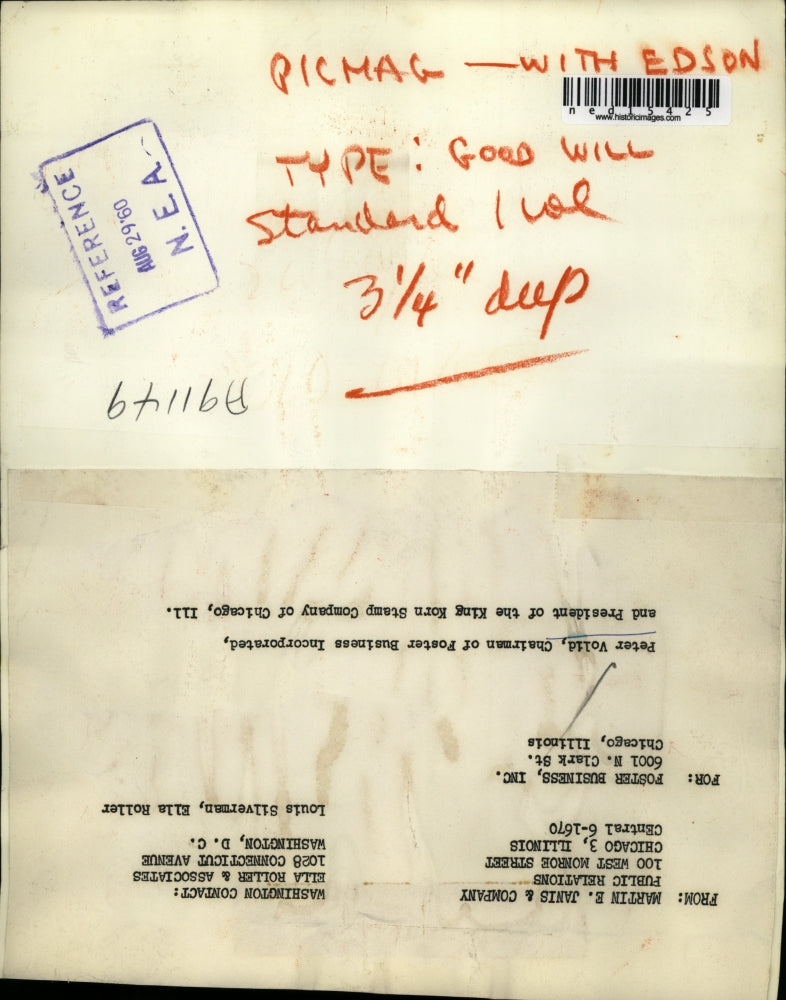 PICMAG — WITH EDSON
ned15425
www.historicimages.com
TYPE: GOOD WILL
Standard 1 col
3 1/4" deep
REFERENCE
AUG 29 '60
N.E.A.
A91149
FROM: MARTIN E. JANIS & COMPANY
PUBLIC RELATIONS
100 WEST MONROE STREET
CHICAGO 3, ILLINOIS
CEntral 6-1670
WASHINGTON CONTACT:
ELLA ROLLER & ASSOCIATES
1028 CONNECTICUT AVENUE
WASHINGTON, D. C.
Louis Silverman, Ella Roller
FOR: FOSTER BUSINESS, INC.
6001 N. Clark St.
Chicago, Illinois
Peter Volid, Chairman of Foster Business Incorporated,
and President of the King Korn Stamp Company of Chicago, Ill.